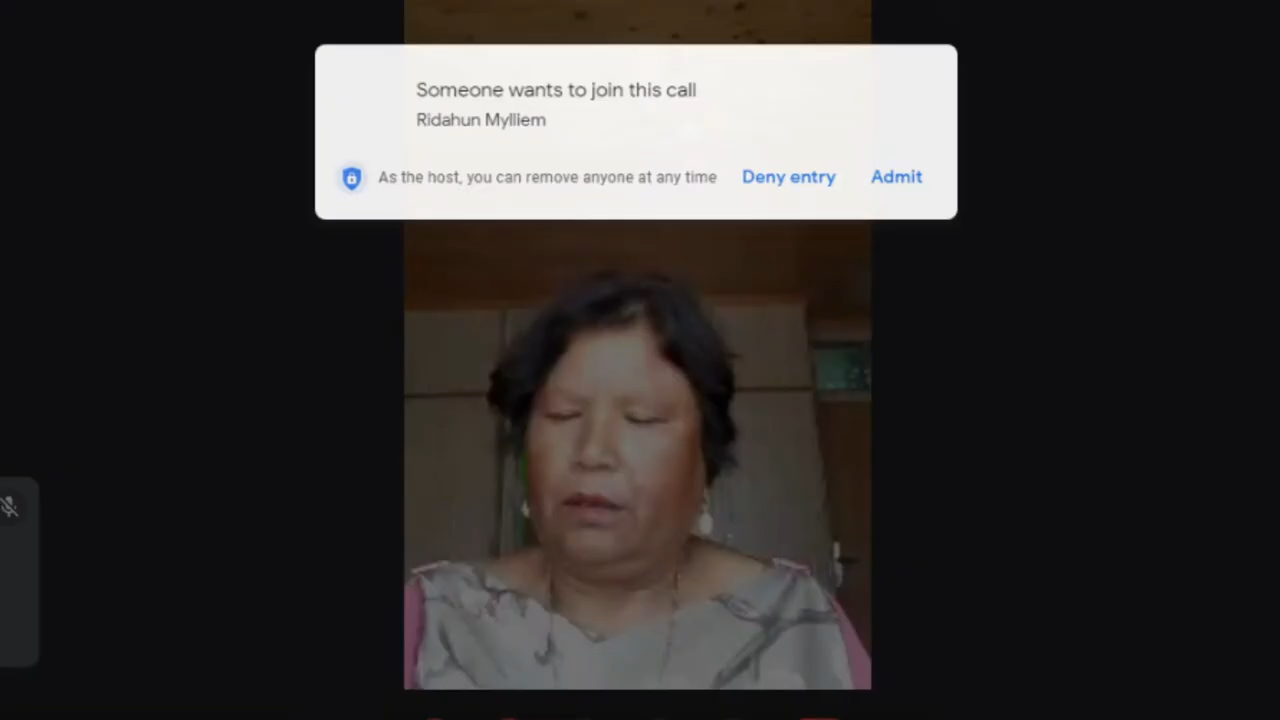 Someone wants to join this call
Ridahun Mylliem
As the host, you can remove anyone at any time Deny entry Admit